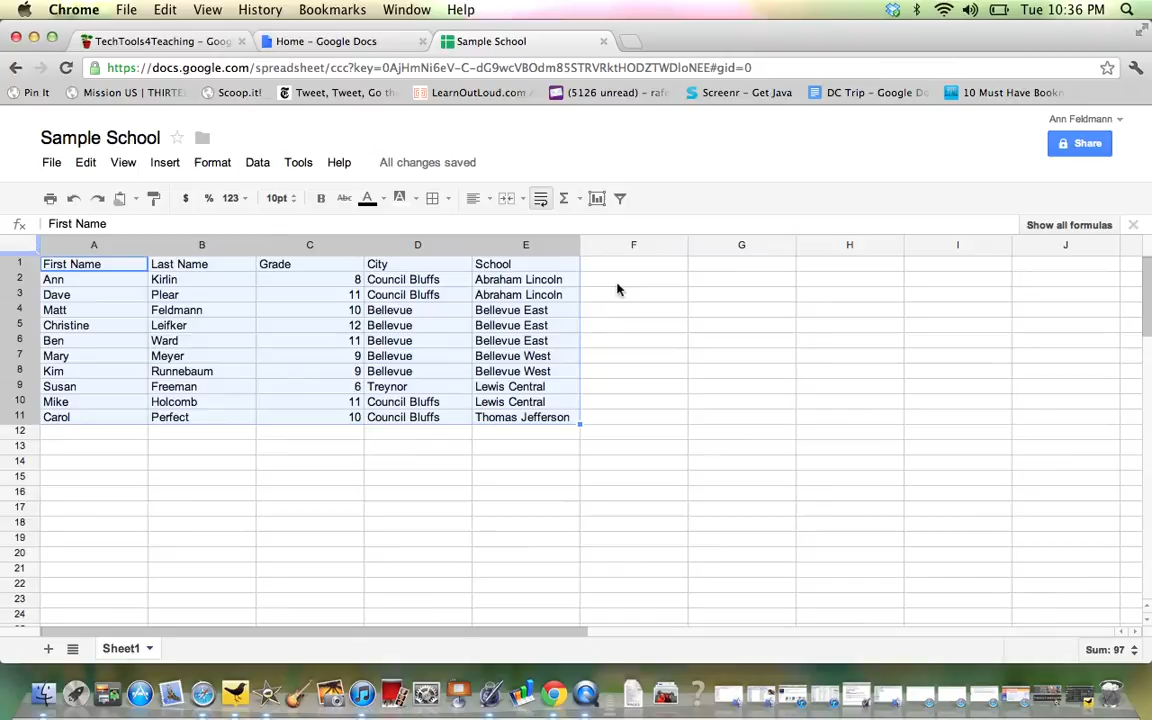 Chrome File Edit View History Bookmarks Window Help Tue 10:36 PM
TechTools4Teaching – Goog Home – Google Docs Sample School
https://docs.google.com/spreadsheet/ccc?key=0AjHmNi6eV-C-dG9wcVBOdm85STRVRktHODZTWDloNEE#gid=0
Pin It Mission US | THIRTE Scoop.it! Tweet, Tweet, Go th LearnOutLoud.com (5126 unread) – rafe Screenr – Get Java DC Trip – Google Do 10 Must Have Book
Ann Feldmann
Sample School Share
File Edit View Insert Format Data Tools Help All changes saved
$ % 123 10pt B Abc A A Σ
fx First Name Show all formulas
A B C D E F G H I J
1 First Name Last Name Grade City School
2 Ann Kirlin 8 Council Bluffs Abraham Lincoln
3 Dave Plear 11 Council Bluffs Abraham Lincoln
4 Matt Feldmann 10 Bellevue Bellevue East
5 Christine Leifker 12 Bellevue Bellevue East
6 Ben Ward 11 Bellevue Bellevue East
7 Mary Meyer 9 Bellevue Bellevue West
8 Kim Runnebaum 9 Bellevue Bellevue West
9 Susan Freeman 6 Treynor Lewis Central
10 Mike Holcomb 11 Council Bluffs Lewis Central
11 Carol Perfect 10 Council Bluffs Thomas Jefferson
12
13
14
15
16
17
18
19
20
21
22
23
24
Sheet1 Sum: 97